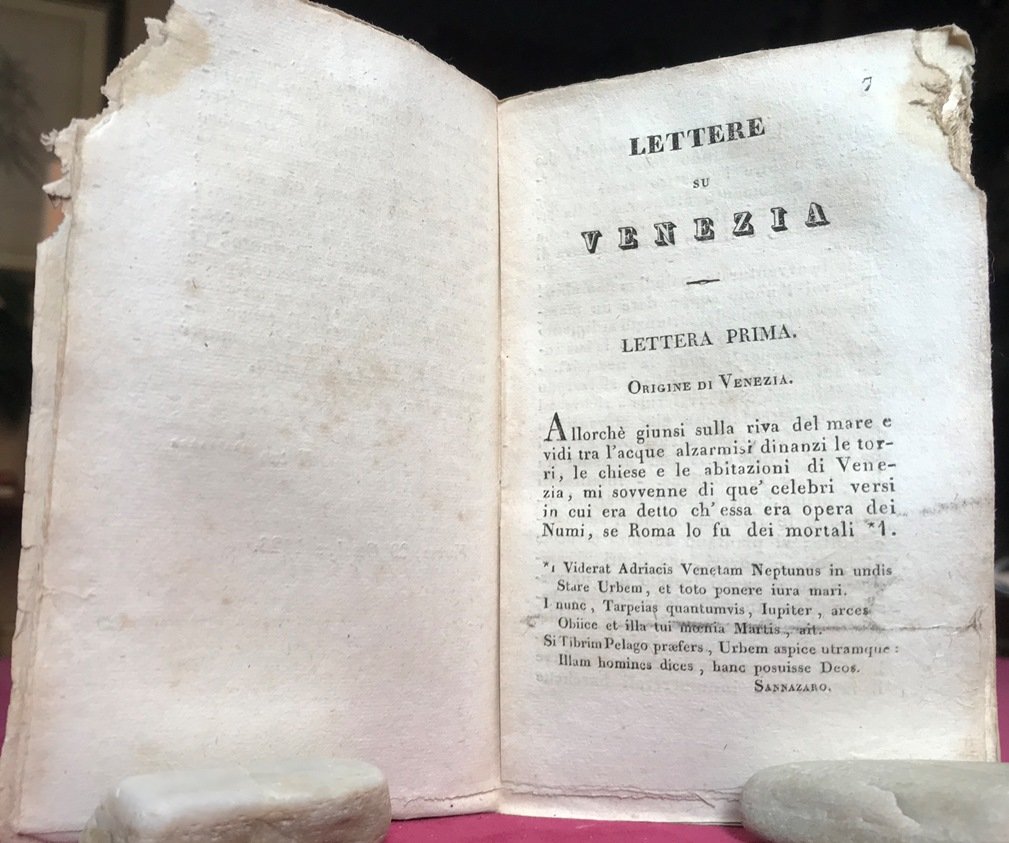 7
LETTERE
SU
VENEZIA
LETTERA PRIMA.
ORIGINE DI VENEZIA.
Allorchè giunsi sulla riva del mare e
vidi tra l'acque alzarmisi dinanzi le tor-
ri, le chiese e le abitazioni di Vene-
zia, mi sovvenne di que' celebri versi
in cui era detto ch'essa era opera dei
Numi, se Roma lo fu dei mortali *1.
*1 Viderat Adriacis Venetam Neptunus in undis
Stare Urbem, et toto ponere iura mari.
I nunc, Tarpeias quantumvis, Iupiter, arces
Obiice et illa tui mœnia Martis, ait.
Si Tibrim Pelago præfers, Urbem aspice utramque:
Illam homines dices, hanc posuisse Deos.
SANNAZARO.